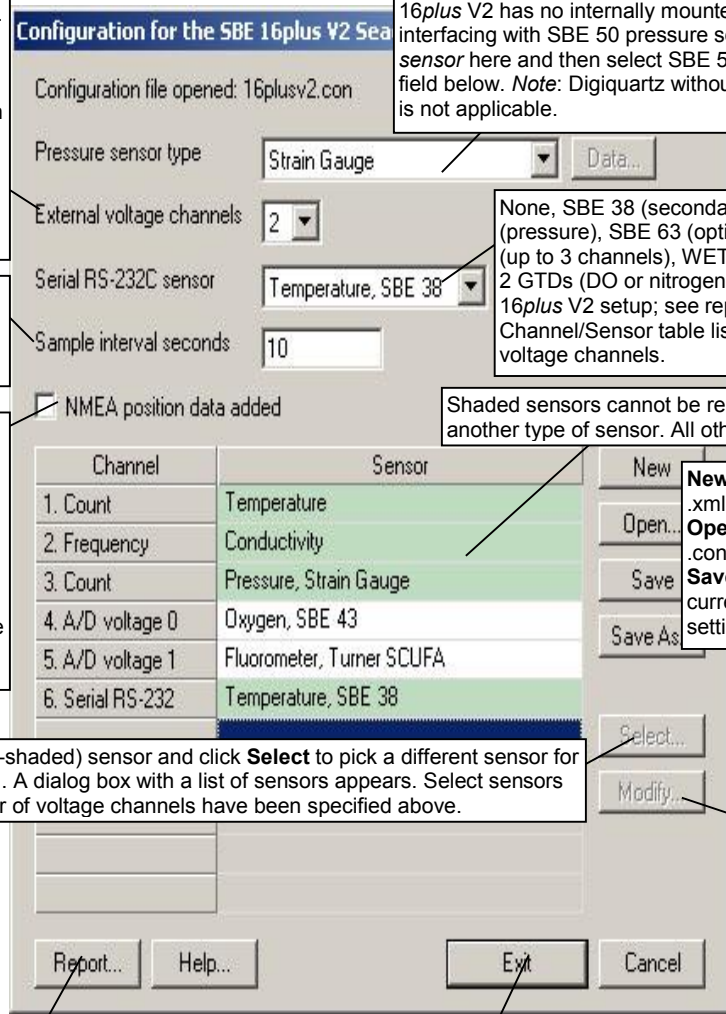 16plus V2 has no internally mounte
interfacing with SBE 50 pressure se
sensor here and then select SBE 5
field below. Note: Digiquartz withou
is not applicable.
Configuration for the SBE 16plus V2 Sea
Configuration file opened: 16plusv2.con
Pressure sensor type
Strain Gauge
Data...
External voltage channels
2
None, SBE 38 (seconda
(pressure), SBE 63 (opti
(up to 3 channels), WET
2 GTDs (DO or nitrogen
16plus V2 setup; see rep
Channel/Sensor table lis
voltage channels.
Serial RS-232C sensor
Temperature, SBE 38
Sample interval seconds
10
NMEA position data added
Shaded sensors cannot be re
another type of sensor. All oth
Channel Sensor
1. Count Temperature
2. Frequency Conductivity
3. Count Pressure, Strain Gauge
4. A/D voltage 0 Oxygen, SBE 43
5. A/D voltage 1 Fluorometer, Turner SCUFA
6. Serial RS-232 Temperature, SBE 38
New
Open...
Save
Save As
New
.xml
Ope
.con
Save
curre
setti
-shaded) sensor and click Select to pick a different sensor for
. A dialog box with a list of sensors appears. Select sensors
r of voltage channels have been specified above.
Select...
Modify...
Report...
Help...
Exit
Cancel